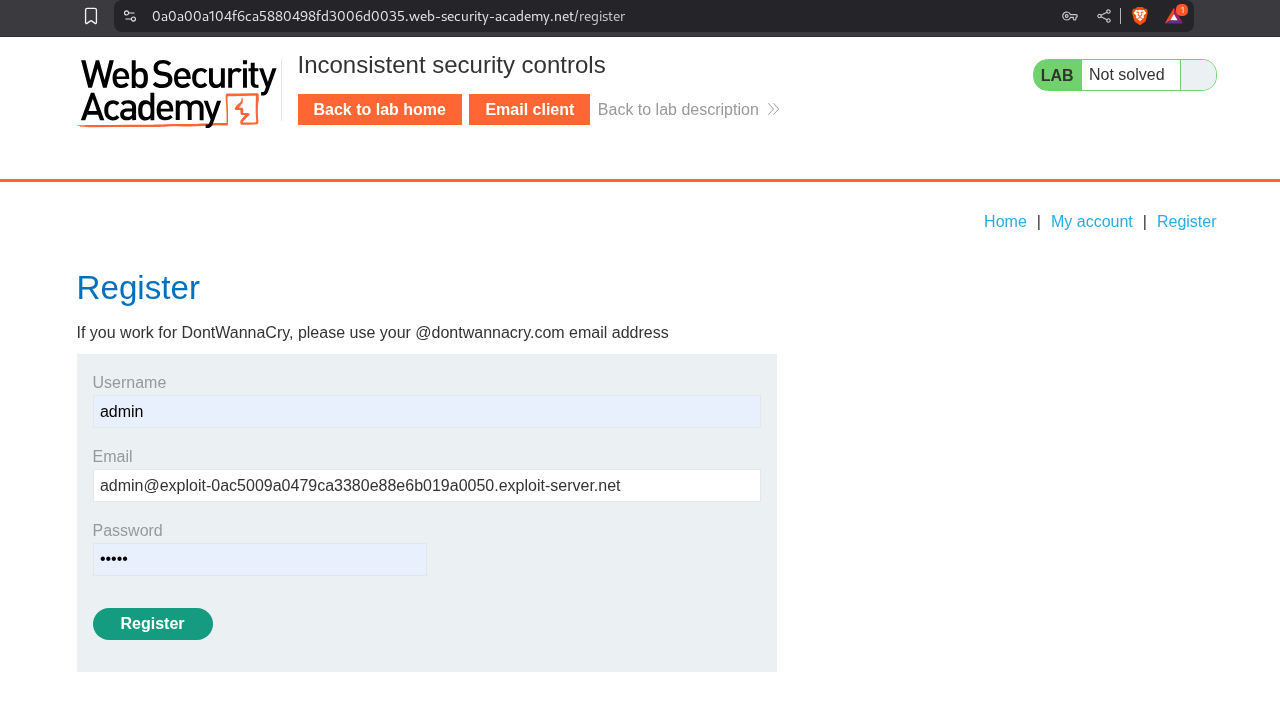 0a0a00a104f6ca5880498fd3006d0035.web-security-academy.net/register
1
Web Security
Academy
Inconsistent security controls
Back to lab home
Email client
Back to lab description
LAB
Not solved
Home | My account | Register
Register
If you work for DontWannaCry, please use your @dontwannacry.com email address
Username
admin
Email
admin@exploit-0ac5009a0479ca3380e88e6b019a0050.exploit-server.net
Password
•••••
Register